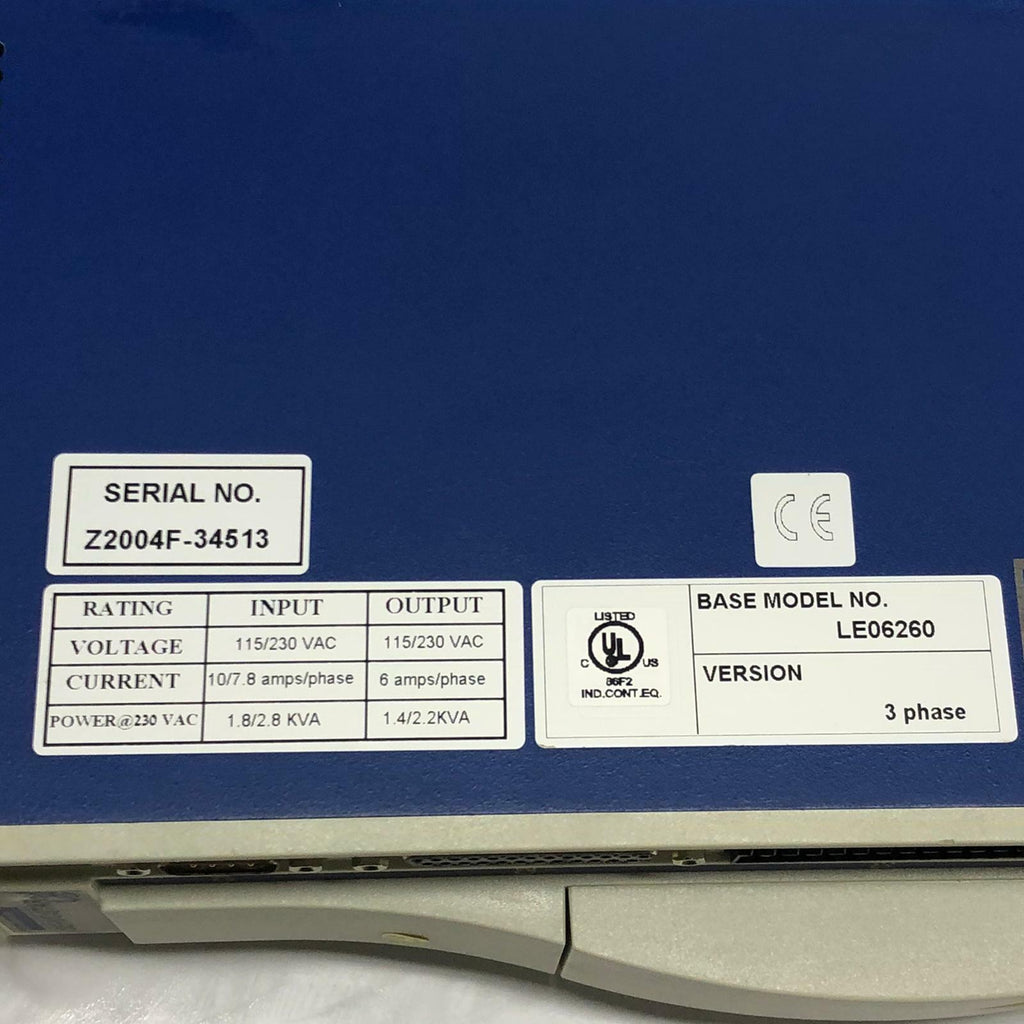 SERIAL NO.
Z2004F-34513
CE
RATING INPUT OUTPUT
VOLTAGE 115/230 VAC 115/230 VAC
CURRENT 10/7.8 amps/phase 6 amps/phase
POWER@230 VAC 1.8/2.8 KVA 1.4/2.2KVA
LISTED
UL
C US
86F2
IND.CONT.EQ.
BASE MODEL NO.
LE06260
VERSION
3 phase